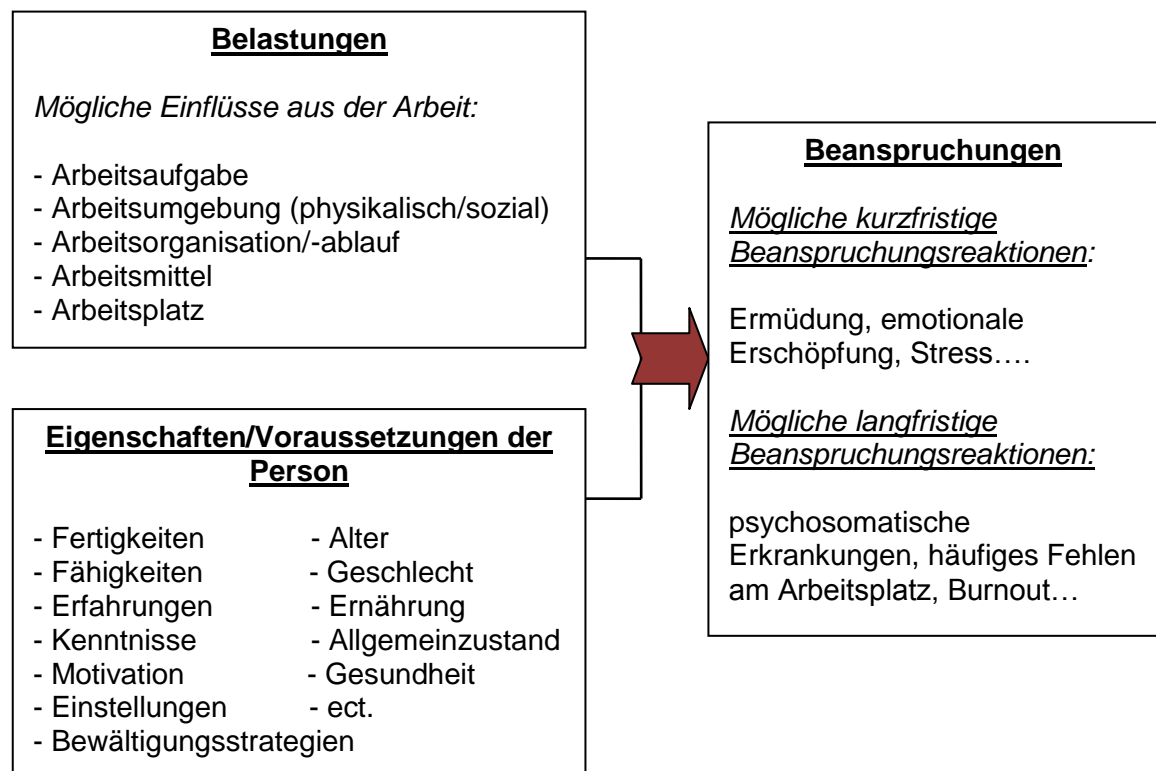 Belastungen
Mögliche Einflüsse aus der Arbeit:
- Arbeitsaufgabe
- Arbeitsumgebung (physikalisch/sozial)
- Arbeitsorganisation/-ablauf
- Arbeitsmittel
- Arbeitsplatz
Eigenschaften/Voraussetzungen der
Person
- Fertigkeiten - Alter
- Fähigkeiten - Geschlecht
- Erfahrungen - Ernährung
- Kenntnisse - Allgemeinzustand
- Motivation - Gesundheit
- Einstellungen - ect.
- Bewältigungsstrategien
Beanspruchungen
Mögliche kurzfristige
Beanspruchungsreaktionen:
Ermüdung, emotionale
Erschöpfung, Stress….
Mögliche langfristige
Beanspruchungsreaktionen:
psychosomatische
Erkrankungen, häufiges Fehlen
am Arbeitsplatz, Burnout…